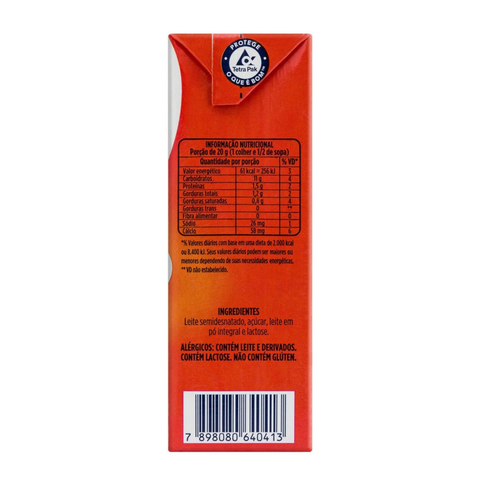 PROTEGE
Tetra Pak
O QUE É BOM™
INFORMAÇÃO NUTRICIONAL
Porção de 20 g (1 colher e 1/2 de sopa)
Quantidade por porção % VD*
Valor energético 61 kcal = 256 kJ 3
Carboidratos 11 g 4
Proteínas 1,5 g 2
Gorduras totais 1,2 g 2
Gorduras saturadas 0,8 g 4
Gorduras trans 0 **
Fibra alimentar 0 0
Sódio 26 mg 1
Cálcio 58 mg 6
*% Valores diários com base em uma dieta de 2.000 kcal
ou 8.400 kJ. Seus valores diários podem ser maiores ou
menores dependendo de suas necessidades energéticas.
** VD não estabelecido.
INGREDIENTES
Leite semidesnatado, açúcar, leite em
pó integral e lactose.
ALÉRGICOS: CONTÉM LEITE E DERIVADOS.
CONTÉM LACTOSE. NÃO CONTÉM GLÚTEN.
7 898080 640413